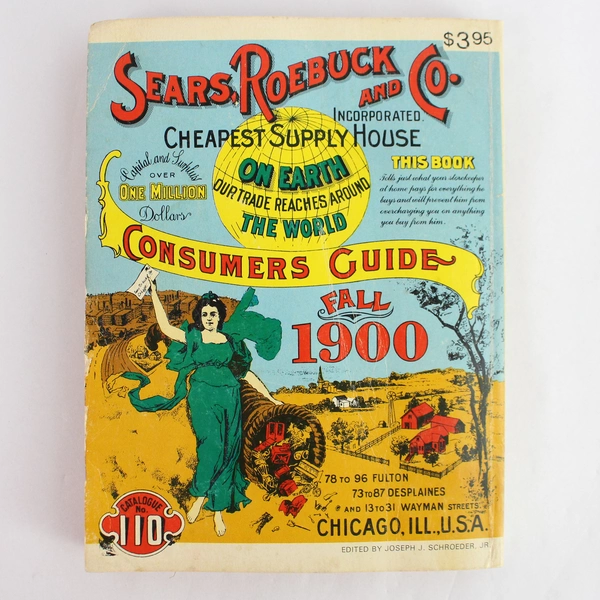 $3.95
SEARS, ROEBUCK AND CO.
INCORPORATED.
CHEAPEST SUPPLY HOUSE
ON EARTH
OUR TRADE REACHES AROUND
THE WORLD
Capital and Surplus
OVER
ONE MILLION
Dollars
THIS BOOK
Tells just what your storekeeper
at home pays for everything he
buys and will prevent him from
overcharging you on anything
you buy from him.
CONSUMERS GUIDE
FALL
1900
78 TO 96 FULTON
73 TO 87 DESPLAINES
AND 13 TO 31 WAYMAN STREETS.
CHICAGO, ILL., U.S.A.
CATALOGUE
No.
110
EDITED BY JOSEPH J. SCHROEDER, JR.